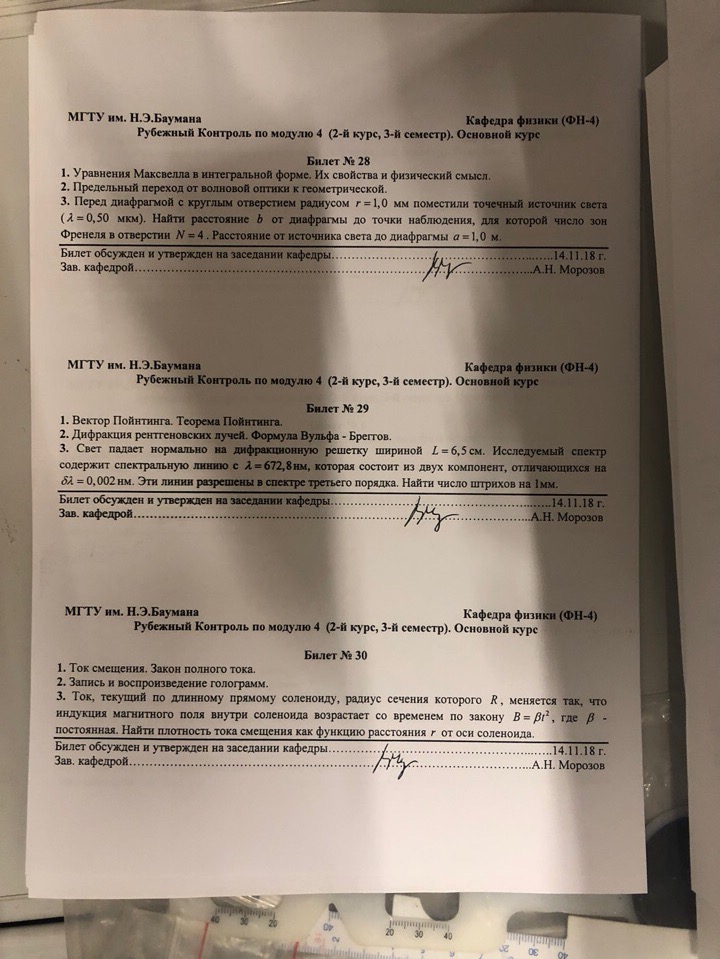 МГТУ им. Н.Э.Баумана Кафедра физики (ФН-4)
Рубежный Контроль по модулю 4 (2-й курс, 3-й семестр). Основной курс
Билет № 28
1. Уравнения Максвелла в интегральной форме. Их свойства и физический смысл.
2. Предельный переход от волновой оптики к геометрической.
3. Перед диафрагмой с круглым отверстием радиусом r = 1,0 мм поместили точечный источник света
(λ = 0,50 мкм). Найти расстояние b от диафрагмы до точки наблюдения, для которой число зон
Френеля в отверстии N = 4. Расстояние от источника света до диафрагмы a = 1,0 м.
Билет обсужден и утвержден на заседании кафедры……………………………………14.11.18 г.
Зав. кафедрой……………………………………………………………………А.Н. Морозов
МГТУ им. Н.Э.Баумана Кафедра физики (ФН-4)
Рубежный Контроль по модулю 4 (2-й курс, 3-й семестр). Основной курс
Билет № 29
1. Вектор Пойнтинга. Теорема Пойнтинга.
2. Дифракция рентгеновских лучей. Формула Вульфа - Бреггов.
3. Свет падает нормально на дифракционную решетку шириной L = 6,5 см. Исследуемый спектр
содержит спектральную линию с λ = 672,8 нм, которая состоит из двух компонент, отличающихся на
δλ = 0,002 нм. Эти линии разрешены в спектре третьего порядка. Найти число штрихов на 1мм.
Билет обсужден и утвержден на заседании кафедры……………………………………14.11.18 г.
Зав. кафедрой……………………………………………………………………А.Н. Морозов
МГТУ им. Н.Э.Баумана Кафедра физики (ФН-4)
Рубежный Контроль по модулю 4 (2-й курс, 3-й семестр). Основной курс
Билет № 30
1. Ток смещения. Закон полного тока.
2. Запись и воспроизведение голограмм.
3. Ток, текущий по длинному прямому соленоиду, радиус сечения которого R, меняется так, что
индукция магнитного поля внутри соленоида возрастает со временем по закону B = βt², где β -
постоянная. Найти плотность тока смещения как функцию расстояния r от оси соленоида.
Билет обсужден и утвержден на заседании кафедры……………………………………14.11.18 г.
Зав. кафедрой……………………………………………………………………А.Н. Морозов
40 30 20
20 30 40